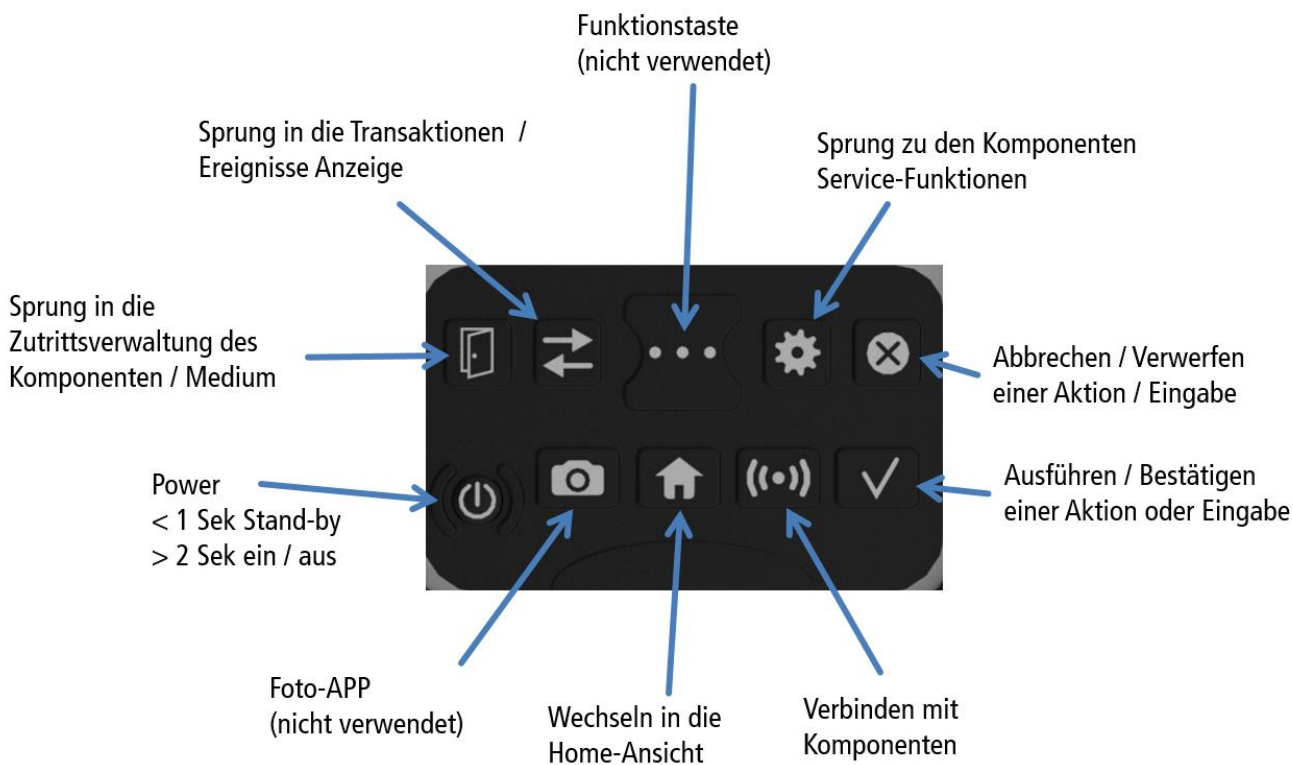 Funktionstaste
(nicht verwendet)
Sprung in die Transaktionen /
Ereignisse Anzeige
Sprung zu den Komponenten
Service-Funktionen
Sprung in die
Zutrittsverwaltung des
Komponenten / Medium
Abbrechen / Verwerfen
einer Aktion / Eingabe
Power
< 1 Sek Stand-by
> 2 Sek ein / aus
Ausführen / Bestätigen
einer Aktion oder Eingabe
Foto-APP
(nicht verwendet)
Wechseln in die
Home-Ansicht
Verbinden mit
Komponenten